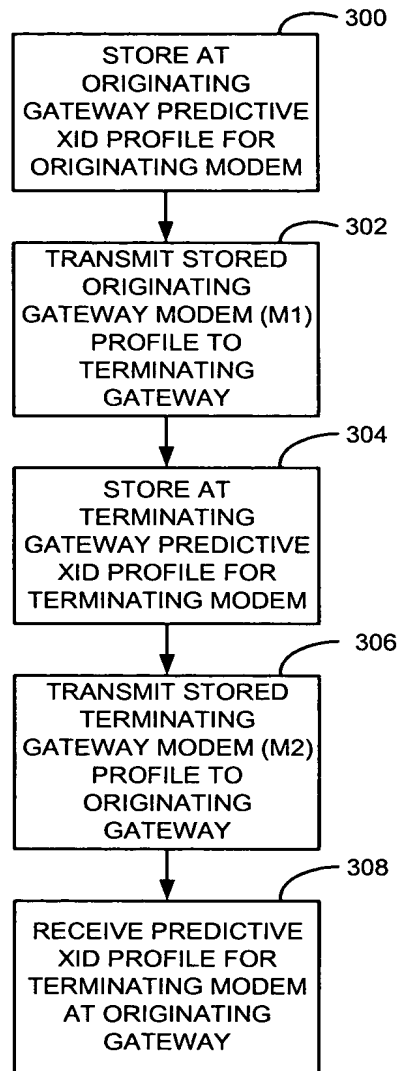 300
STORE AT
ORIGINATING
GATEWAY PREDICTIVE
XID PROFILE FOR
ORIGINATING MODEM
302
TRANSMIT STORED
ORIGINATING
GATEWAY MODEM (M1)
PROFILE TO
TERMINATING
GATEWAY
304
STORE AT
TERMINATING
GATEWAY PREDICTIVE
XID PROFILE FOR
TERMINATING MODEM
306
TRANSMIT STORED
TERMINATING
GATEWAY MODEM (M2)
PROFILE TO
ORIGINATING
GATEWAY
308
RECEIVE PREDICTIVE
XID PROFILE FOR
TERMINATING MODEM
AT ORIGINATING
GATEWAY